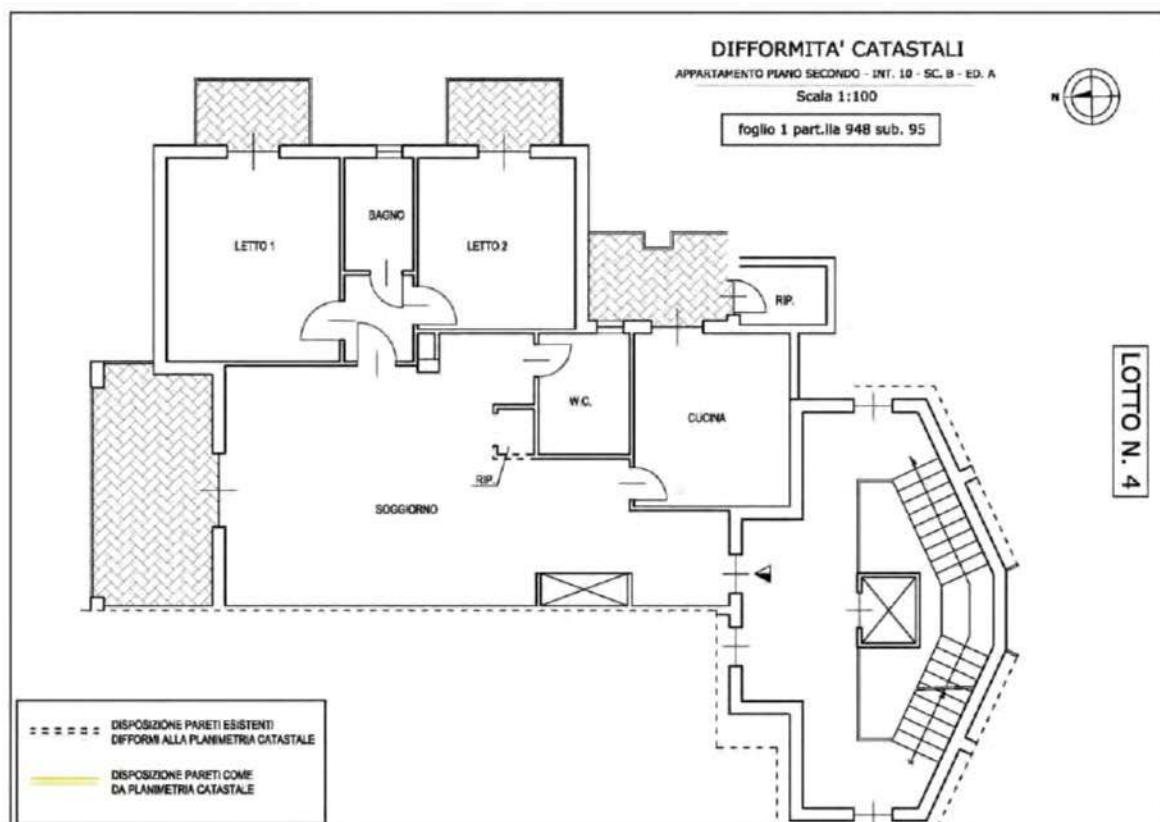 DIFFORMITA' CATASTALI
APPARTAMENTO PIANO SECONDO - INT. 10 - SC. B - ED. A
Scala 1:100
foglio 1 part.lla 948 sub. 95
N
BAGNO
LETTO 1
LETTO 2
RIP.
W.C.
CUCINA
RIP.
SOGGIORNO
LOTTO N. 4
DISPOSIZIONE PARETI ESISTENTI
DIFFORMI ALLA PLANIMETRIA CATASTALE
DISPOSIZIONE PARETI COME
DA PLANIMETRIA CATASTALE